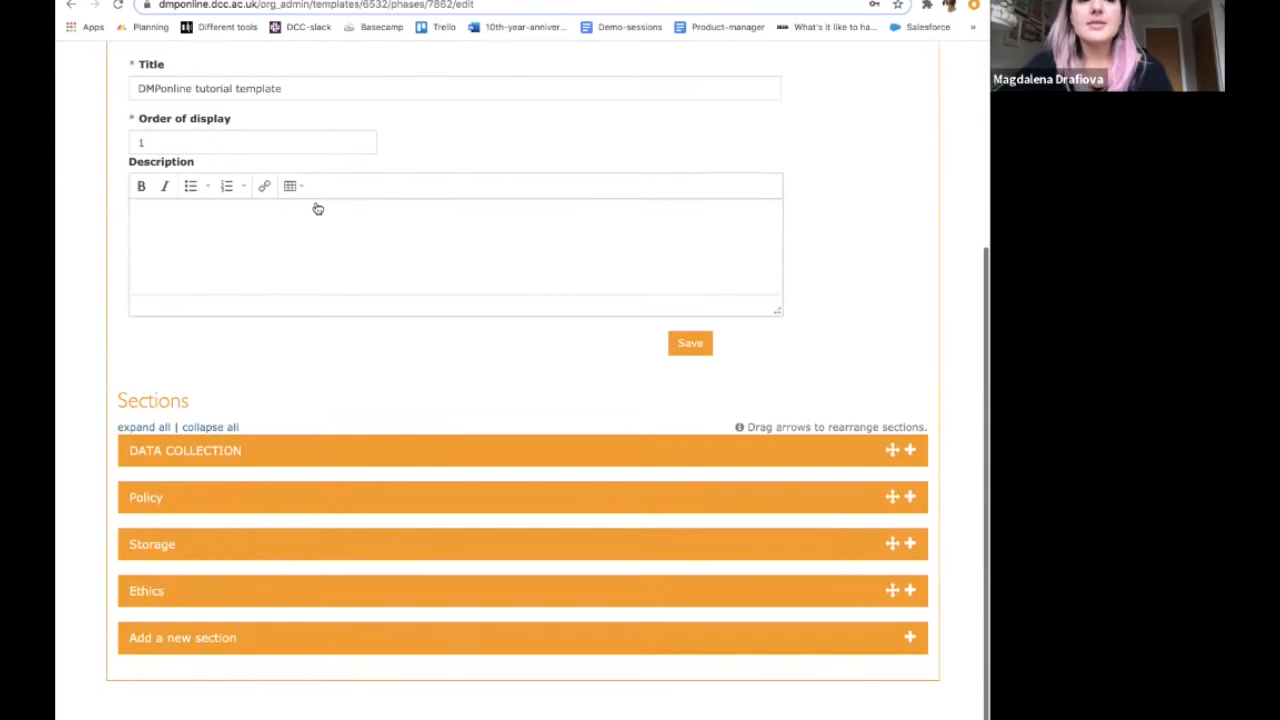 dmponline.dcc.ac.uk/org_admin/templates/6532/phases/7862/edit
Apps Planning Different tools DCC-slack Basecamp Trello 10th-year-anniver... Demo-sessions Product-manager What's it like to ha... Salesforce »
Magdalena Drafiova
* Title
DMPonline tutorial template
* Order of display
1
Description
B I
Save
Sections
expand all | collapse all
Drag arrows to rearrange sections.
DATA COLLECTION
Policy
Storage
Ethics
Add a new section